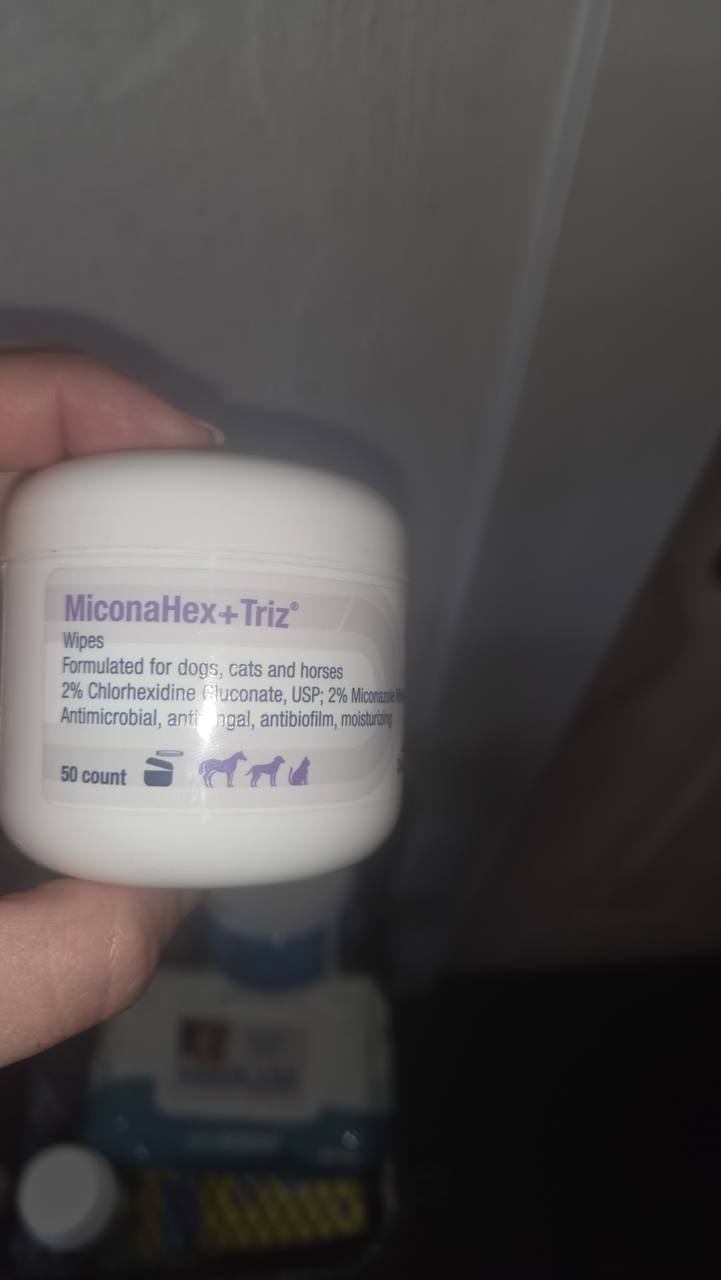 MiconaHex+Triz®
Wipes
Formulated for dogs, cats and horses
2% Chlorhexidine Gluconate, USP; 2% Miconazole
Antimicrobial, antifungal, antibiofilm, moisturizing
50 count